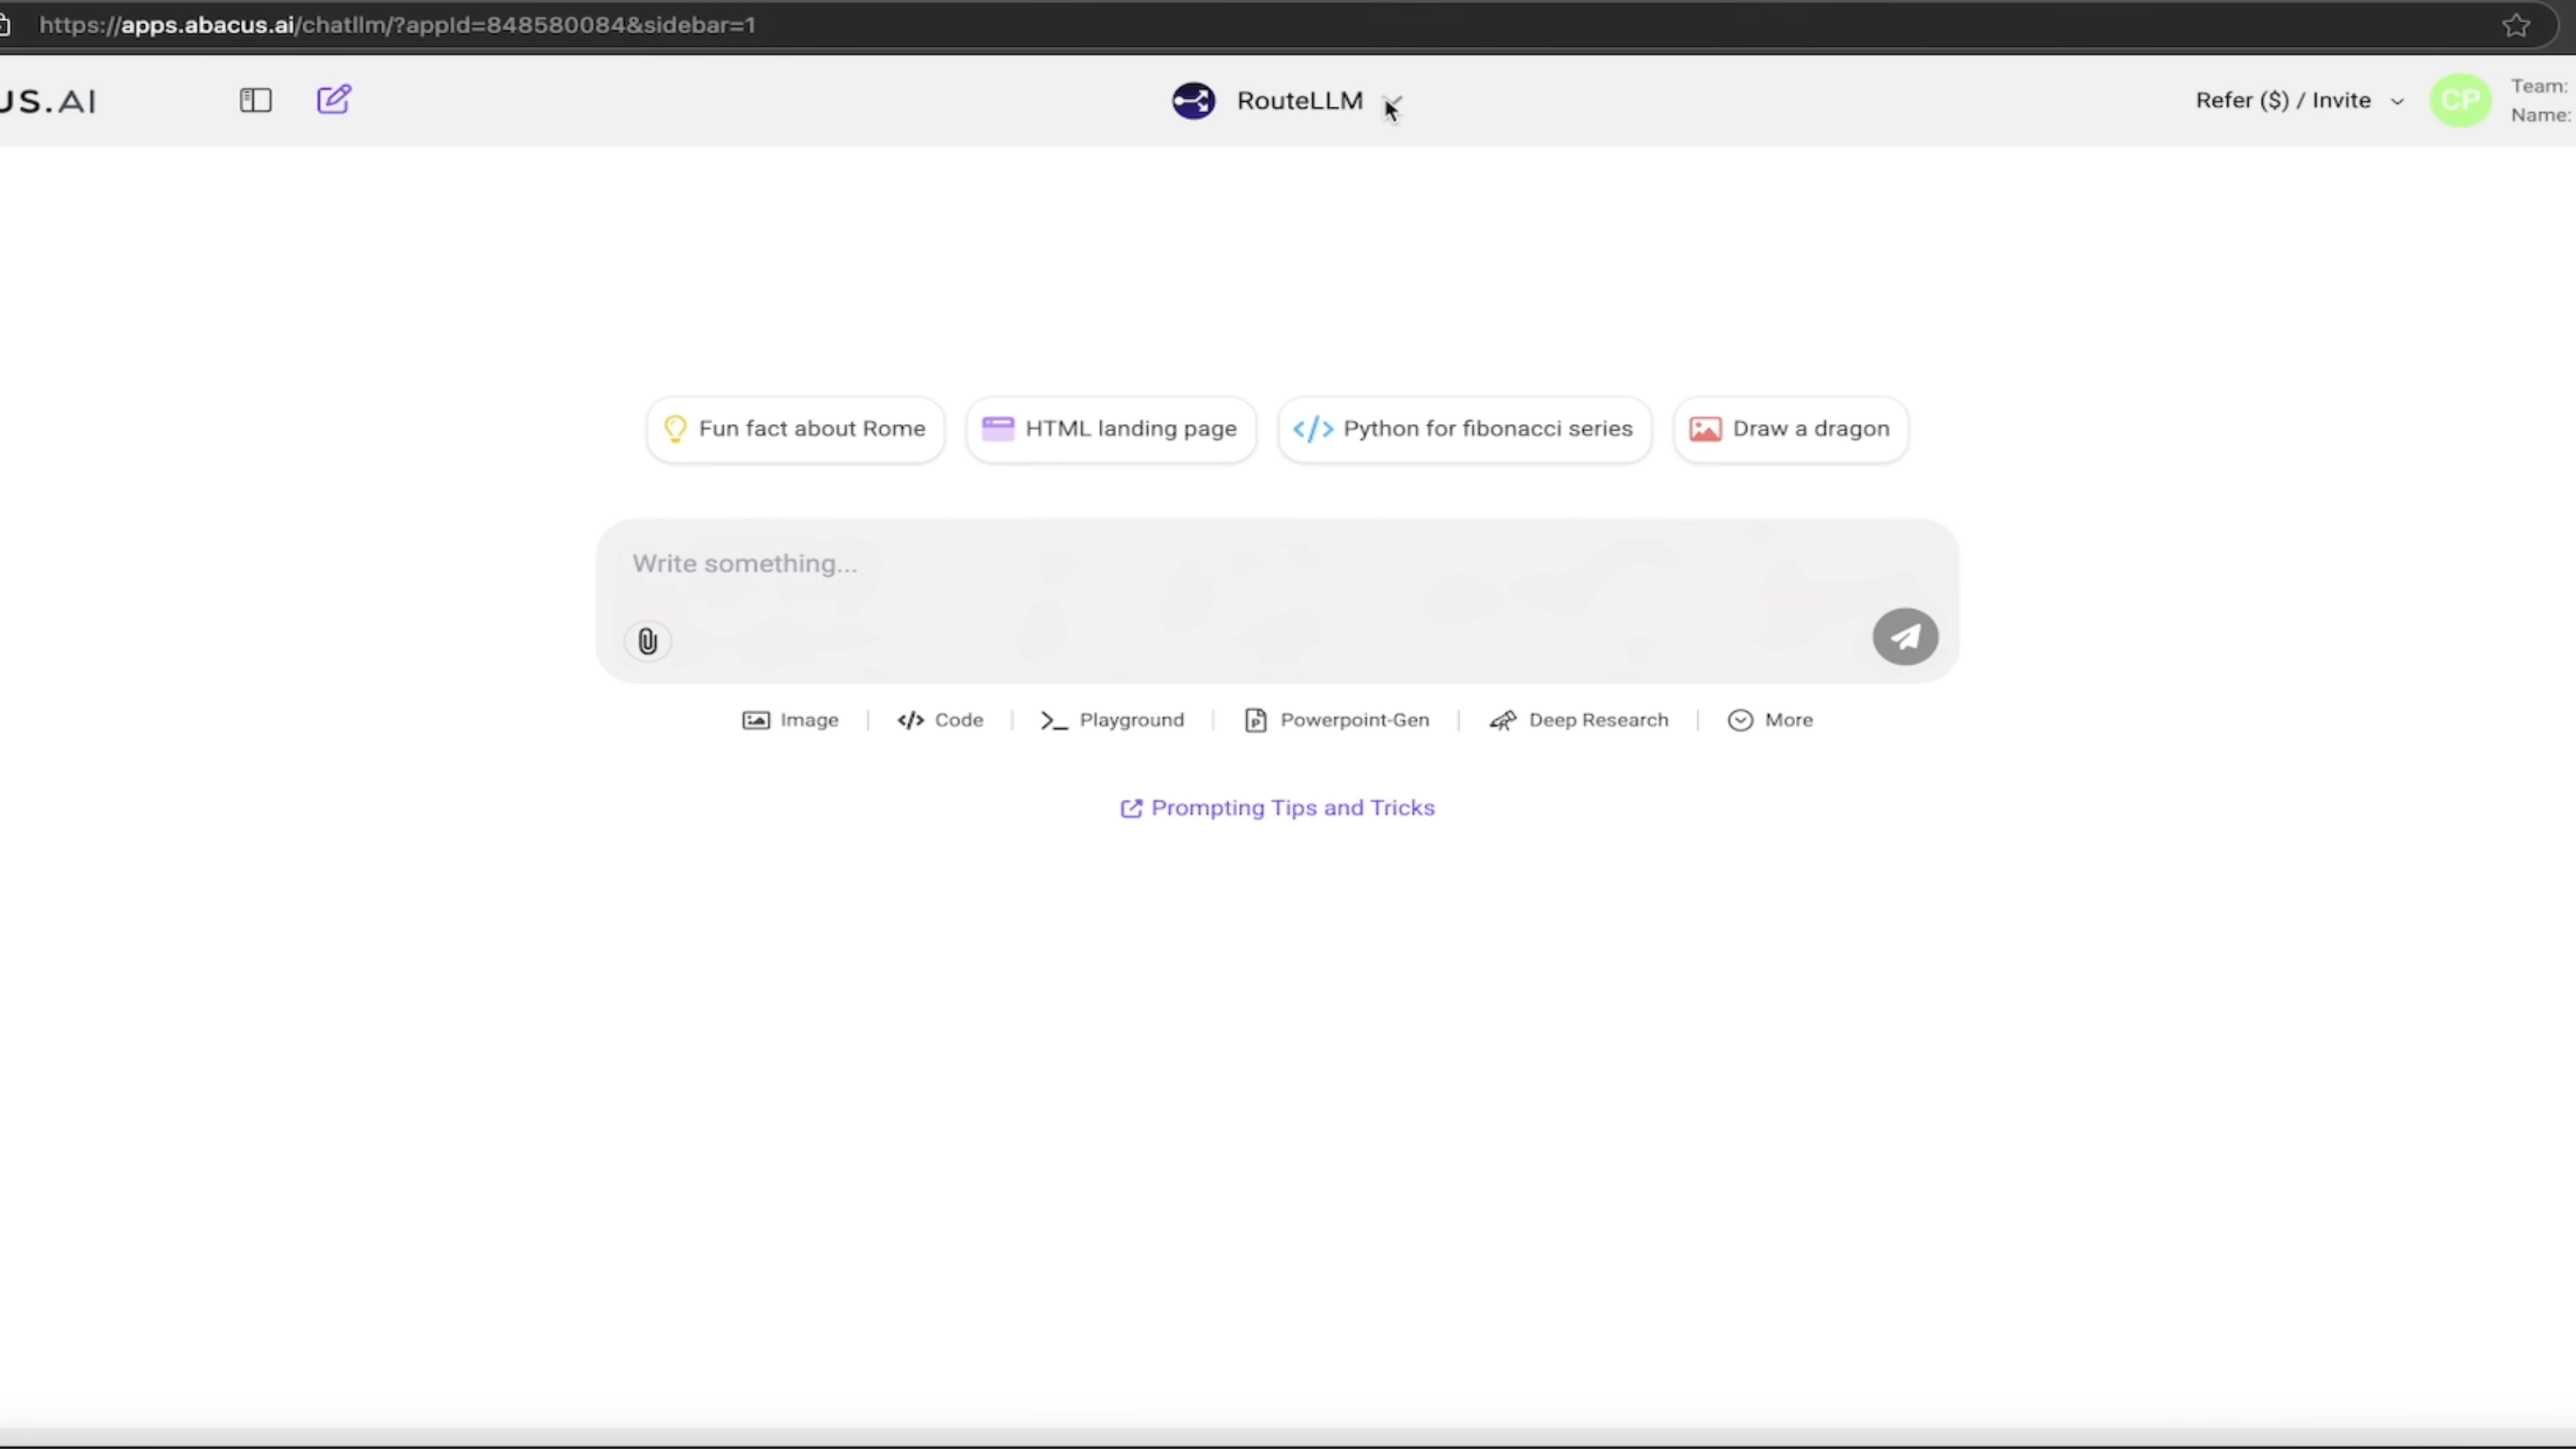 https://apps.abacus.ai/chatllm/?appId=848580084&sidebar=1
US.AI
RouteLLM
Refer ($) / Invite
CP
Team:
Name:
Fun fact about Rome
HTML landing page
Python for fibonacci series
Draw a dragon
Write something...
Image
Code
Playground
Powerpoint-Gen
Deep Research
More
Prompting Tips and Tricks